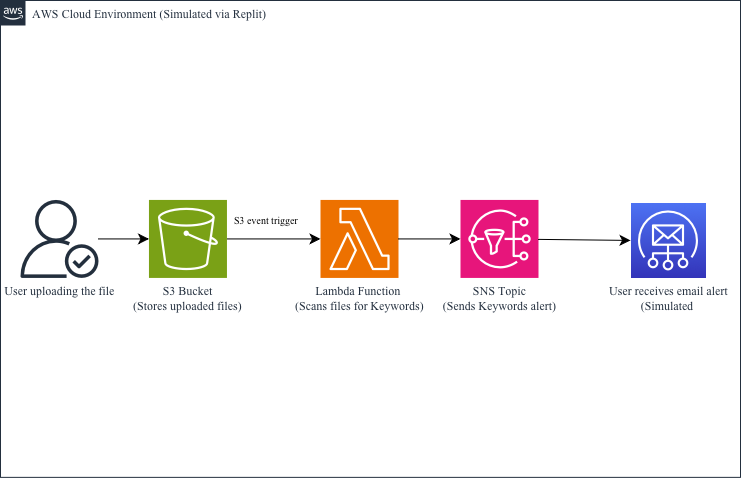 aws
AWS Cloud Environment (Simulated via Replit)
S3 event trigger
User uploading the file
S3 Bucket
(Stores uploaded files)
Lambda Function
(Scans files for Keywords)
SNS Topic
(Sends Keywords alert)
User receives email alert
(Simulated